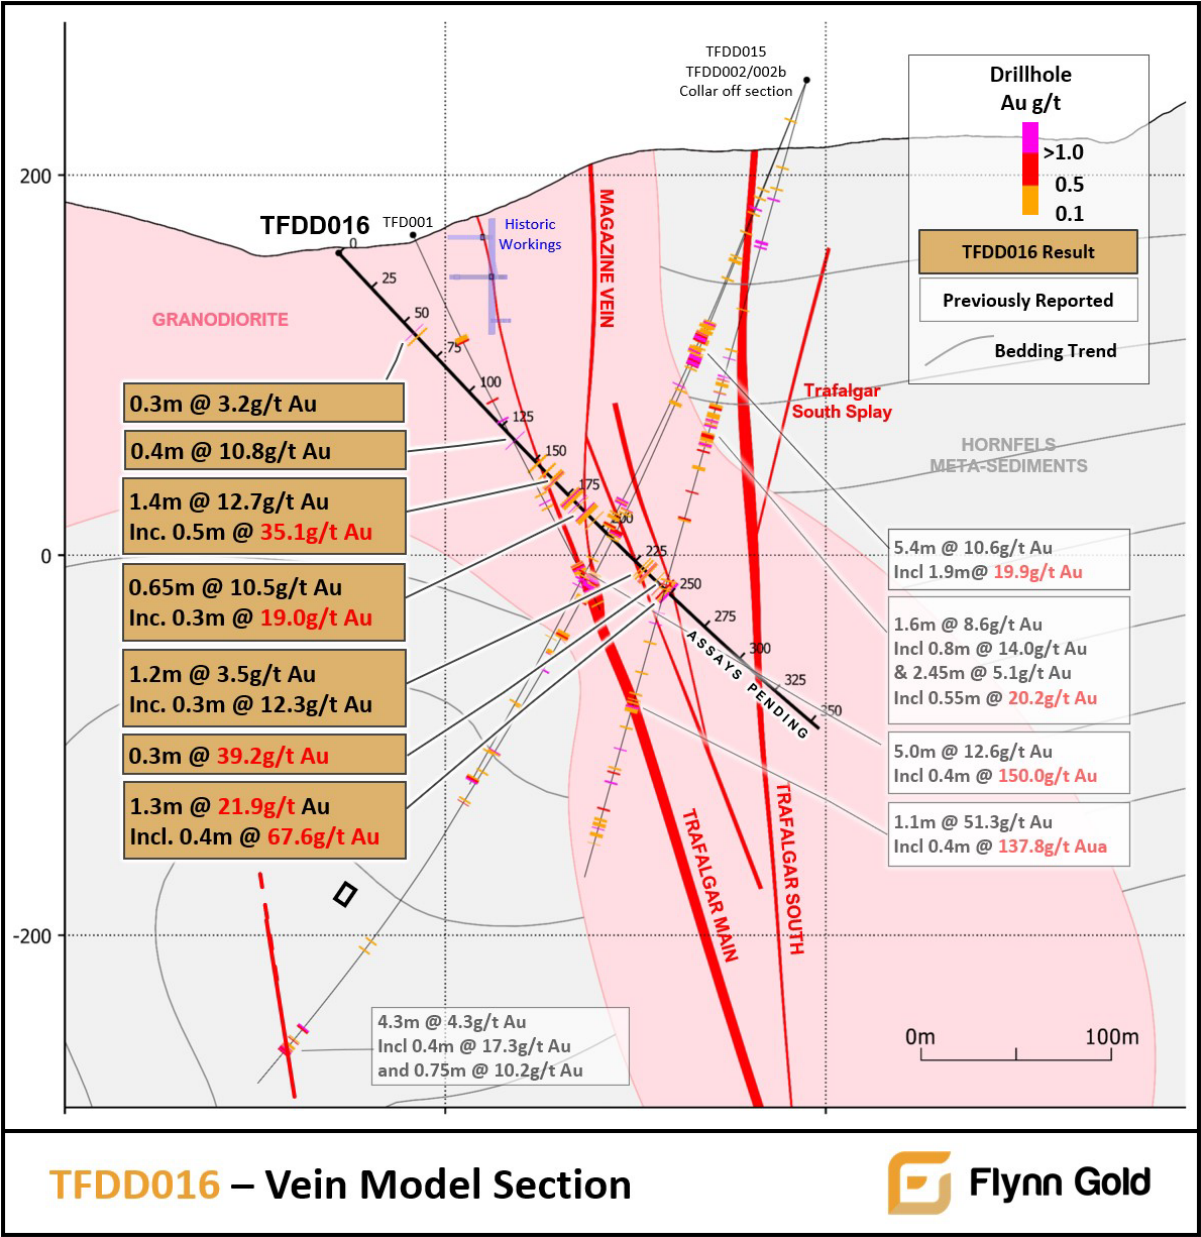 TFDD015
TFDD002/002b
Collar off section
Drillhole
Au g/t
>1.0
0.5
0.1
TFDD016 Result
Previously Reported
Bedding Trend
200
0
-200
TFDD016
TFD001
Historic
Workings
MAGAZINE VEIN
GRANODIORITE
0
25
50
75
100
125
150
175
200
225
250
275
300
325
350
ASSAYS PENDING
Trafalgar
South Splay
HORNFELS
META-SEDIMENTS
0.3m @ 3.2g/t Au
0.4m @ 10.8g/t Au
1.4m @ 12.7g/t Au
Inc. 0.5m @ 35.1g/t Au
0.65m @ 10.5g/t Au
Inc. 0.3m @ 19.0g/t Au
1.2m @ 3.5g/t Au
Inc. 0.3m @ 12.3g/t Au
0.3m @ 39.2g/t Au
1.3m @ 21.9g/t Au
Incl. 0.4m @ 67.6g/t Au
5.4m @ 10.6g/t Au
Incl 1.9m@ 19.9g/t Au
1.6m @ 8.6g/t Au
Incl 0.8m @ 14.0g/t Au
& 2.45m @ 5.1g/t Au
Incl 0.55m @ 20.2g/t Au
5.0m @ 12.6g/t Au
Incl 0.4m @ 150.0g/t Au
1.1m @ 51.3g/t Au
Incl 0.4m @ 137.8g/t Aua
TRAFALGAR MAIN
TRAFALGAR SOUTH
4.3m @ 4.3g/t Au
Incl 0.4m @ 17.3g/t Au
and 0.75m @ 10.2g/t Au
0m 100m
TFDD016 – Vein Model Section
Flynn Gold